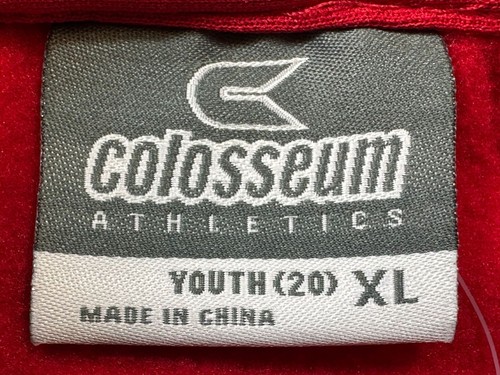 colosseum
ATHLETICS
YOUTH (20) XL
MADE IN CHINA